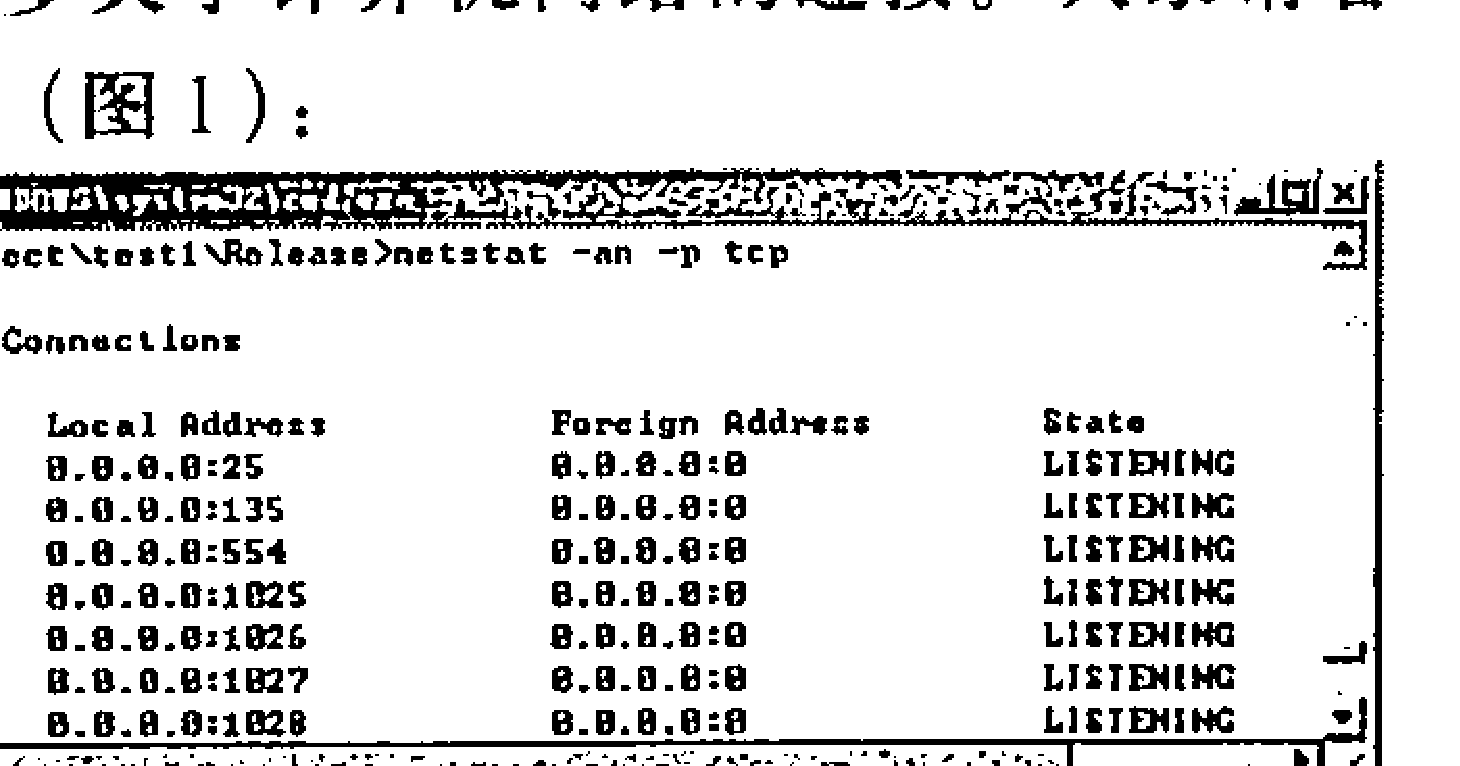 (图1):
ect\test1\Release>netstat -an -p tcp
Connections
Local Address Foreign Address State
0.0.0.0:25 0.0.0.0:0 LISTENING
0.0.0.0:135 0.0.0.0:0 LISTENING
0.0.0.0:554 0.0.0.0:0 LISTENING
0.0.0.0:1025 0.0.0.0:0 LISTENING
0.0.0.0:1026 0.0.0.0:0 LISTENING
0.0.0.0:1027 0.0.0.0:0 LISTENING
0.0.0.0:1028 0.0.0.0:0 LISTENING